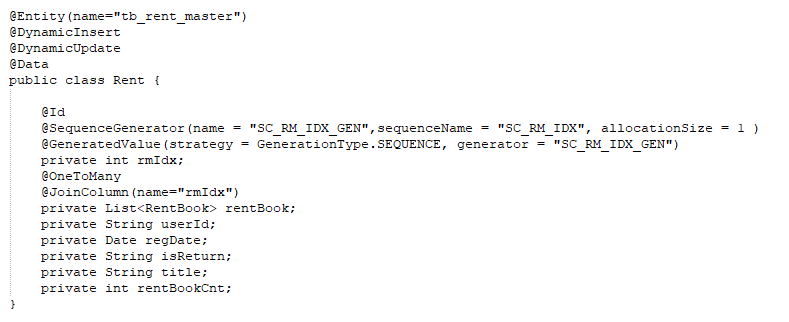 @Entity(name="tb_rent_master")
@DynamicInsert
@DynamicUpdate
@Data
public class Rent {
@Id
@SequenceGenerator(name = "SC_RM_IDX_GEN",sequenceName = "SC_RM_IDX", allocationSize = 1 )
@GeneratedValue(strategy = GenerationType.SEQUENCE, generator = "SC_RM_IDX_GEN")
private int rmIdx;
@OneToMany
@JoinColumn(name="rmIdx")
private List<RentBook> rentBook;
private String userId;
private Date regDate;
private String isReturn;
private String title;
private int rentBookCnt;
}